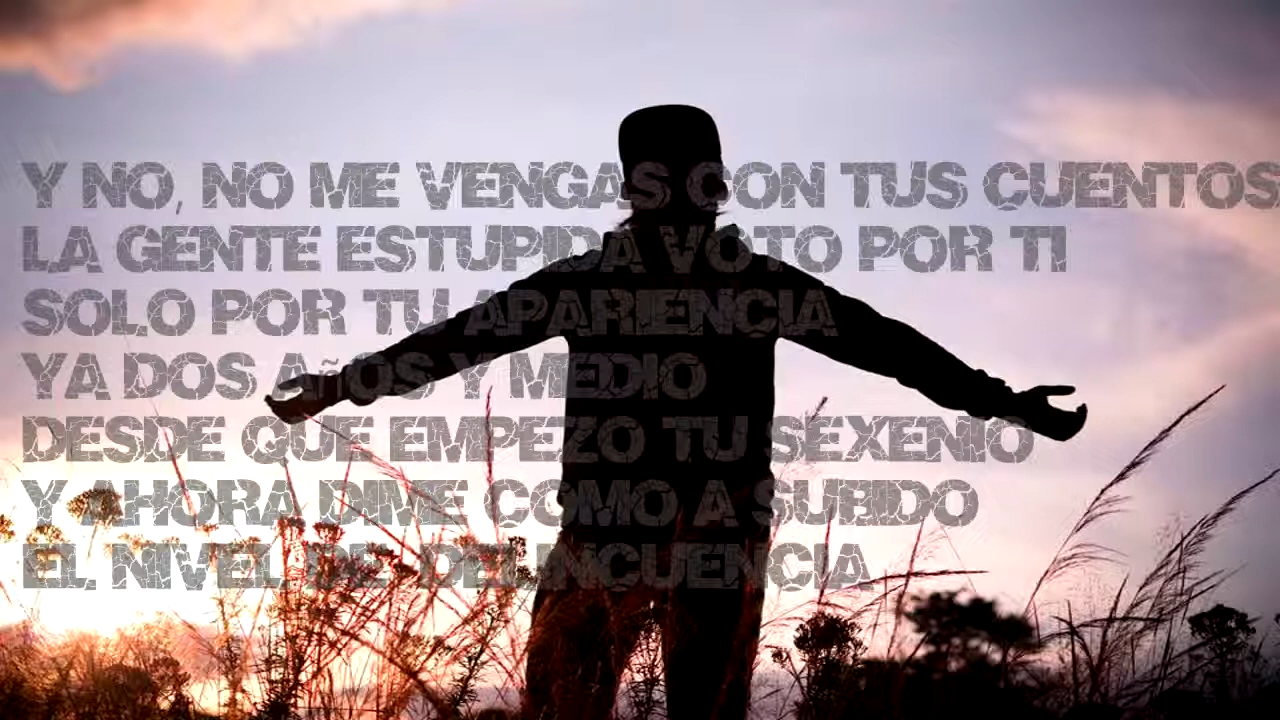 Y NO, NO ME VENGAS CON TUS CUENTOS
LA GENTE ESTUPIDA VOTO POR TI
SOLO POR TU APARIENCIA
YA DOS AñOS Y MEDIO
DESDE QUE EMPEZO TU SEXENIO
Y AHORA DIME COMO A SUBIDO
EL NIVEL DE DELINCUENCIA